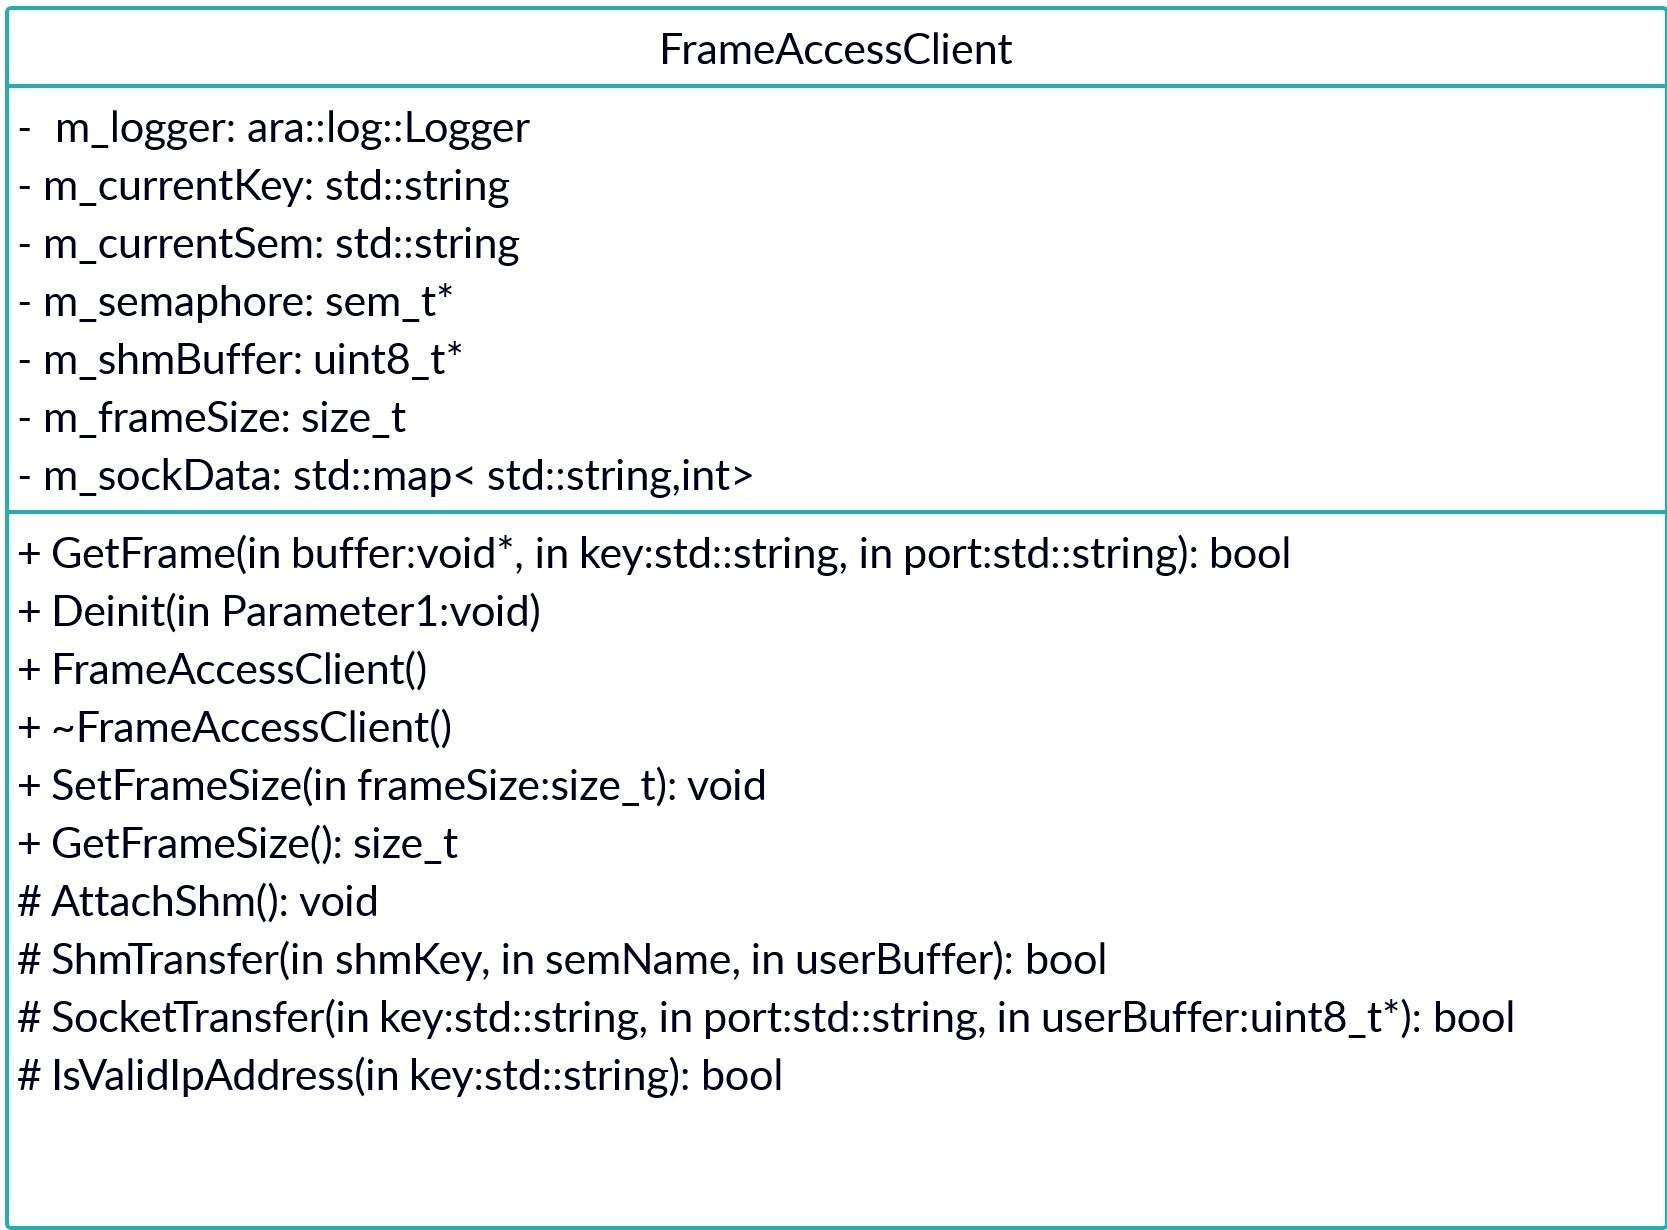 FrameAccessClient
-  m_logger: ara::log::Logger
- m_currentKey: std::string
- m_currentSem: std::string
- m_semaphore: sem_t*
- m_shmBuffer: uint8_t*
- m_frameSize: size_t
- m_sockData: std::map< std::string,int>
+ GetFrame(in buffer:void*, in key:std::string, in port:std::string): bool
+ Deinit(in Parameter1:void)
+ FrameAccessClient()
+ ~FrameAccessClient()
+ SetFrameSize(in frameSize:size_t): void
+ GetFrameSize(): size_t
# AttachShm(): void
# ShmTransfer(in shmKey, in semName, in userBuffer): bool
# SocketTransfer(in key:std::string, in port:std::string, in userBuffer:uint8_t*): bool
# IsValidIpAddress(in key:std::string): bool